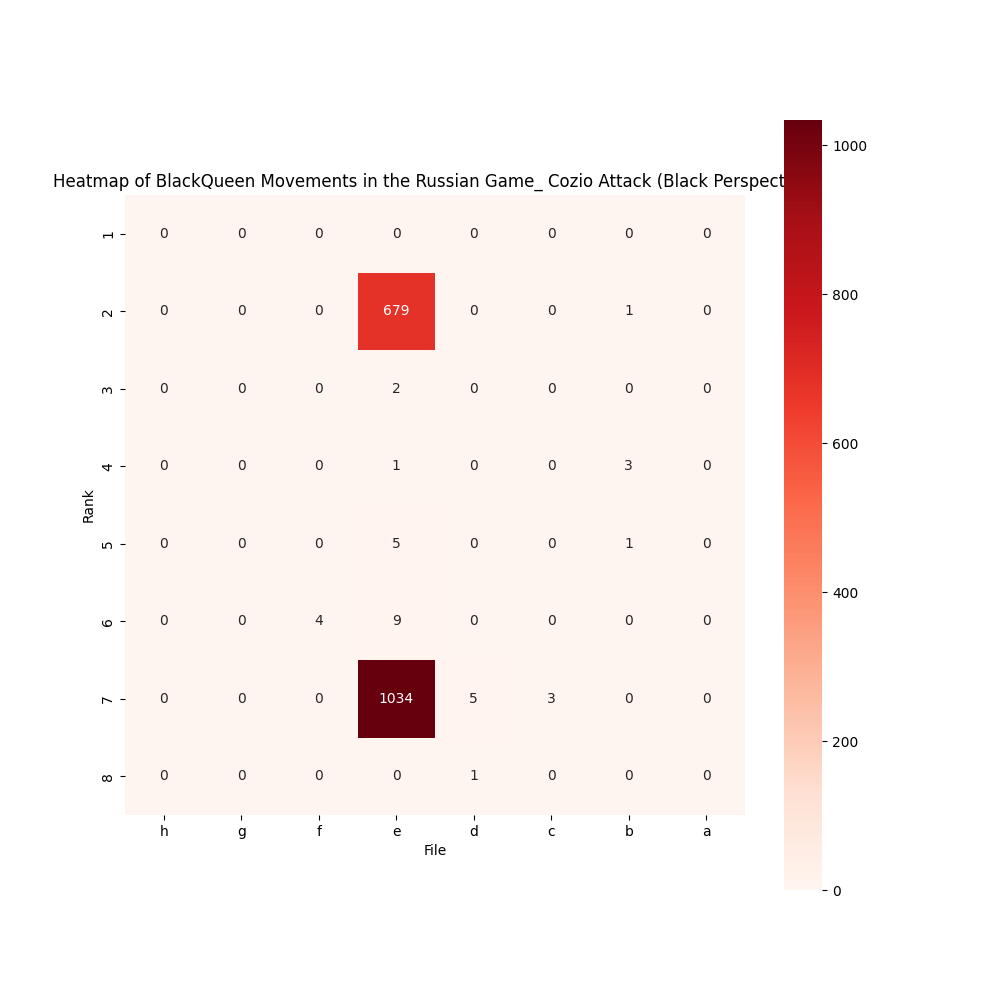 Heatmap of BlackQueen Movements in the Russian Game_ Cozio Attack (Black Perspect
1000
800
600
400
200
0
Rank
1 0 0 0 0 0 0 0 0
2 0 0 0 679 0 0 1 0
3 0 0 0 2 0 0 0 0
4 0 0 0 1 0 0 3 0
5 0 0 0 5 0 0 1 0
6 0 0 4 9 0 0 0 0
7 0 0 0 1034 5 3 0 0
8 0 0 0 0 1 0 0 0
h g f e d c b a
File